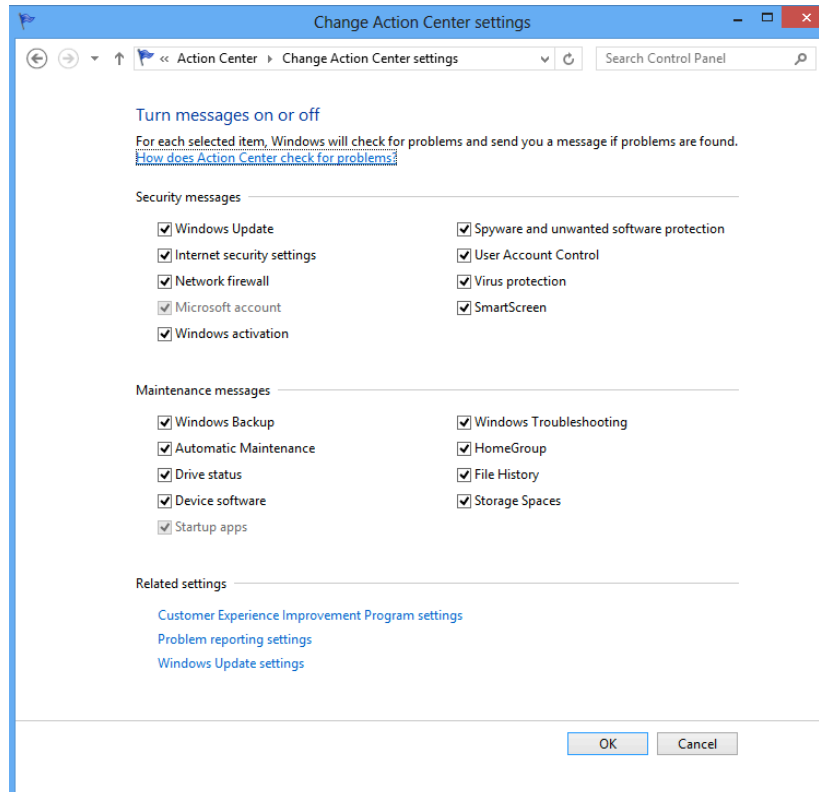 Change Action Center settings
« Action Center ▸ Change Action Center settings
Search Control Panel
Turn messages on or off
For each selected item, Windows will check for problems and send you a message if problems are found.
How does Action Center check for problems?
Security messages
Windows Update
Spyware and unwanted software protection
Internet security settings
User Account Control
Network firewall
Virus protection
Microsoft account
SmartScreen
Windows activation
Maintenance messages
Windows Backup
Windows Troubleshooting
Automatic Maintenance
HomeGroup
Drive status
File History
Device software
Storage Spaces
Startup apps
Related settings
Customer Experience Improvement Program settings
Problem reporting settings
Windows Update settings
OK
Cancel